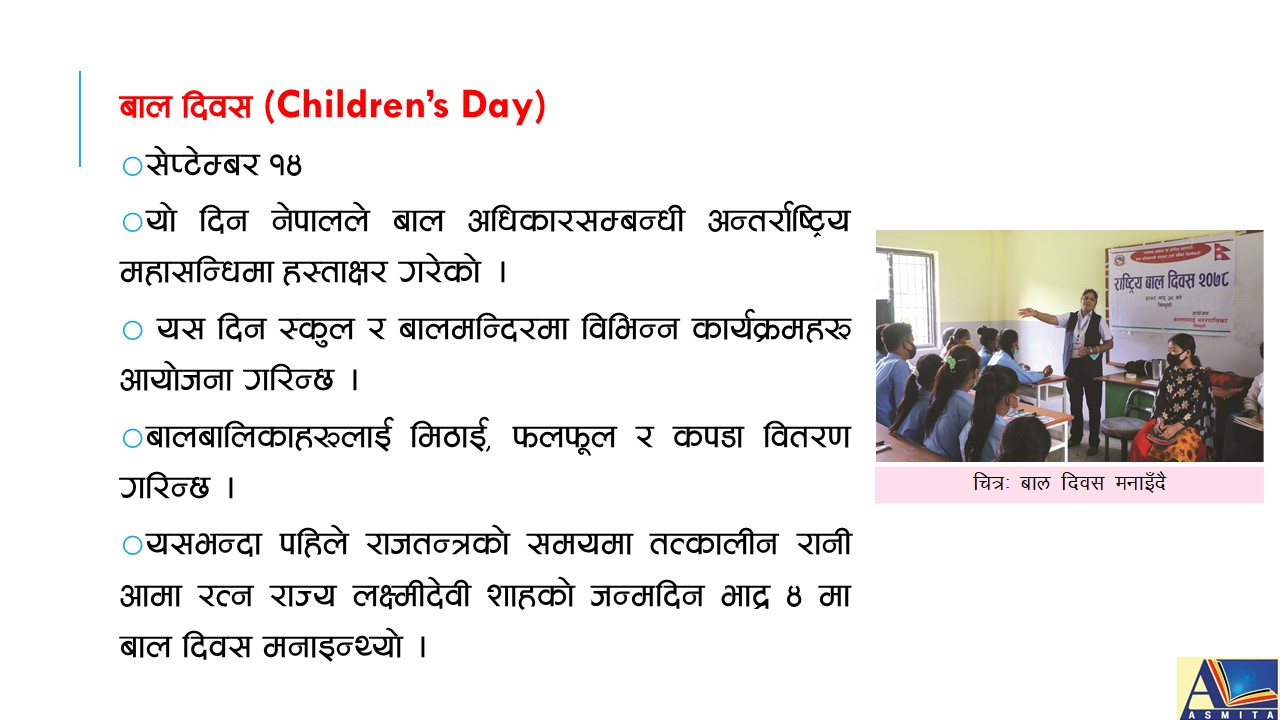 बाल दिवस (Children’s Day)
सेप्टेम्बर १४
यो दिन नेपालले बाल अधिकारसम्बन्धी अन्तर्राष्ट्रिय
महासन्धिमा हस्ताक्षर गरेको ।
यस दिन स्कुल र बालमन्दिरमा विभिन्न कार्यक्रमहरु
आयोजना गरिन्छ ।
बालबालिकाहरुलाई मिठाई, फलफूल र कपडा वितरण
गरिन्छ ।
यसभन्दा पहिले राजतन्त्रको समयमा तत्कालीन रानी
आमा रत्न राज्य लक्ष्मीदेवी शाहको जन्मदिन भाद्र ४ मा
बाल दिवस मनाइन्थ्यो ।
राष्ट्रिय बाल दिवस २०७८
चित्रः बाल दिवस मनाइँदै
ASMITA